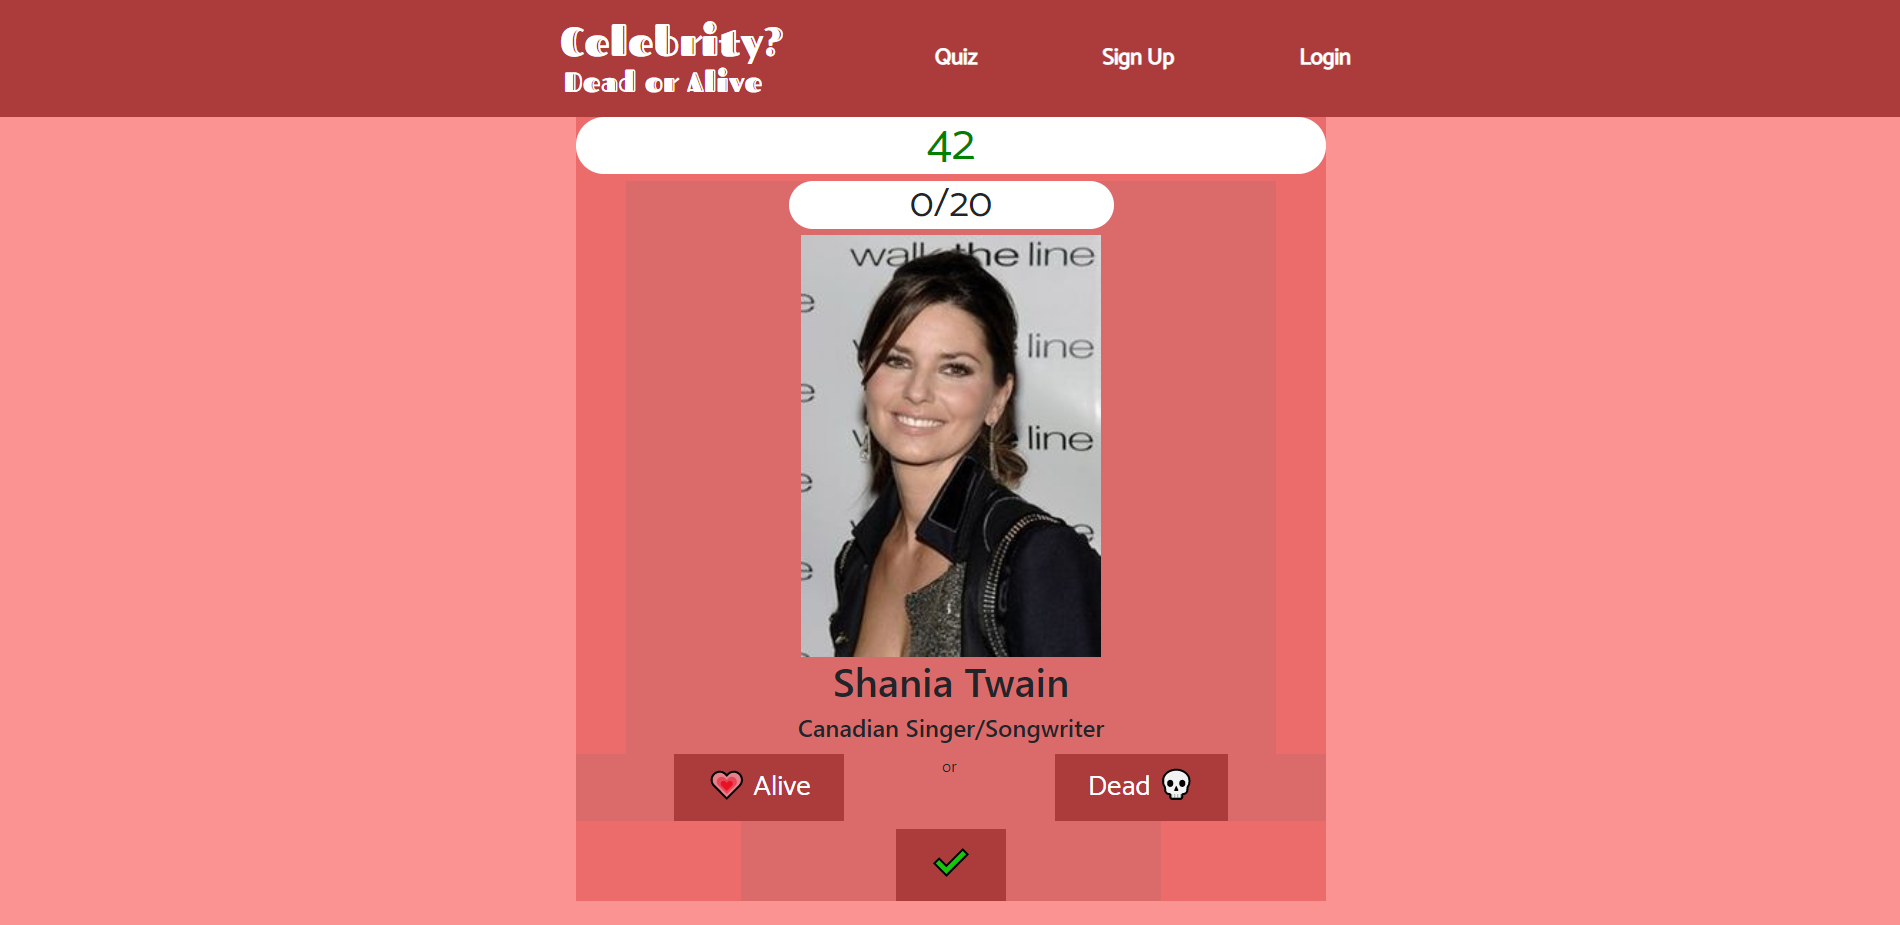 Celebrity?
Dead or Alive
Quiz
Sign Up
Login
42
0/20
walk the line
e
line
e
line
e
line
e
e
Shania Twain
Canadian Singer/Songwriter
Alive
or
Dead